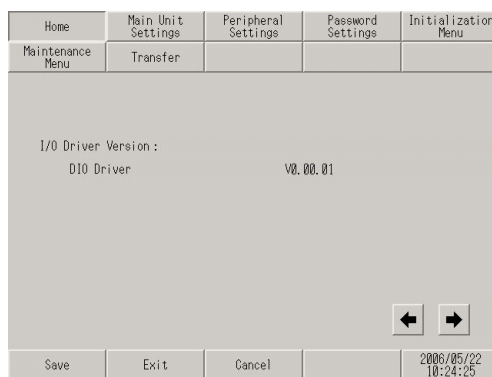 Home
Main Unit
Settings
Peripheral
Settings
Password
Settings
Initialization
Menu
Maintenance
Menu
Transfer
I/O Driver Version :
DIO Driver V0.00.01
Save
Exit
Cancel
2006/05/22
10:24:25